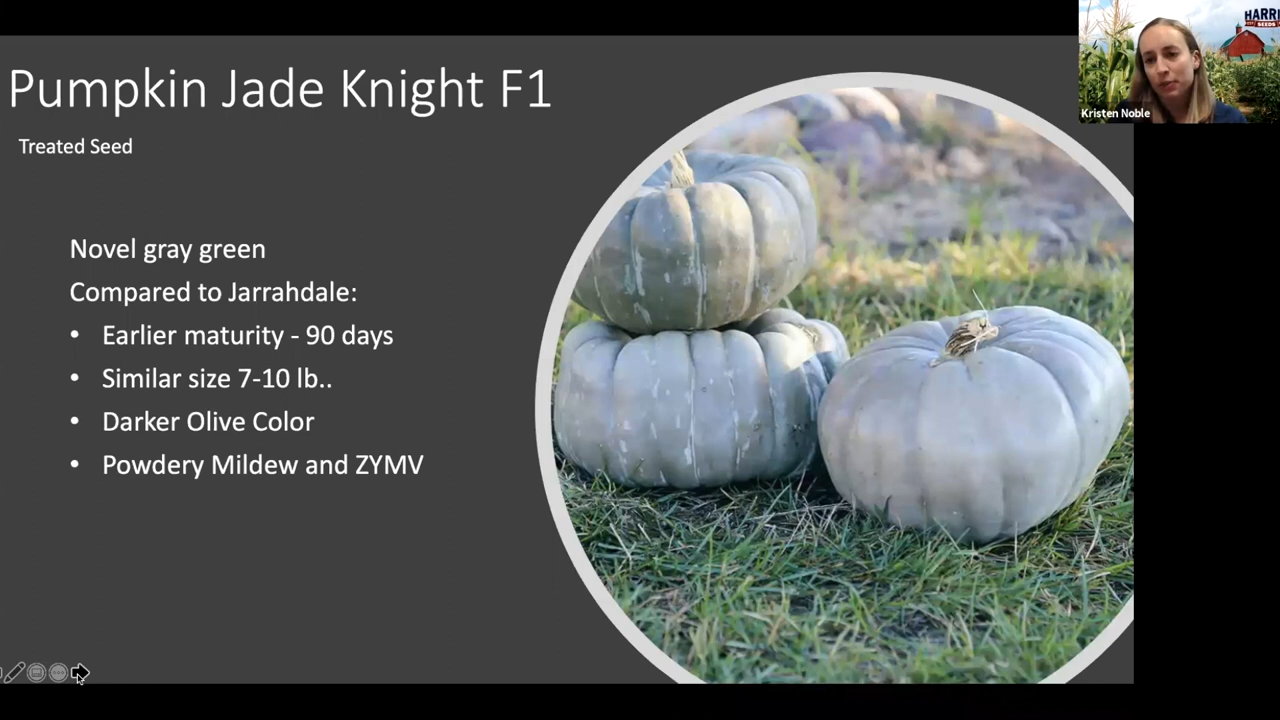 Pumpkin Jade Knight F1
Treated Seed
Novel gray green
Compared to Jarrahdale:
• Earlier maturity - 90 days
• Similar size 7-10 lb..
• Darker Olive Color
• Powdery Mildew and ZYMV
SEEDS
Kristen Noble